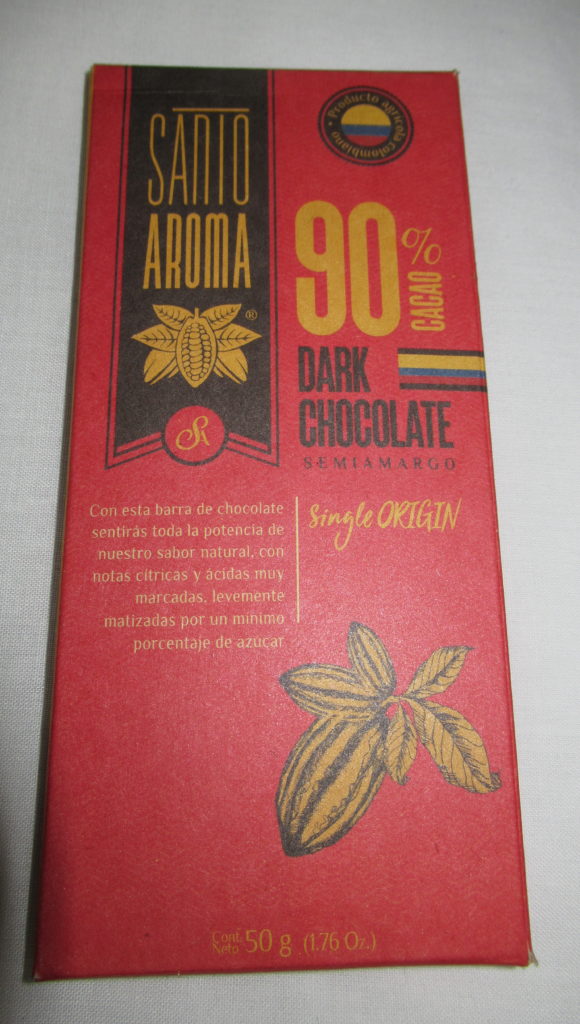 SANTO
AROMA
®
SA
Producto agrícola colombiano
90%
CACAO
DARK
CHOCOLATE
SEMIAMARGO
Single ORIGIN
Con esta barra de chocolate
sentirás toda la potencia de
nuestro sabor natural, con
notas cítricas y ácidas muy
marcadas, levemente
matizadas por un mínimo
porcentaje de azúcar
Cont.
Neto 50 g (1.76 Oz.)